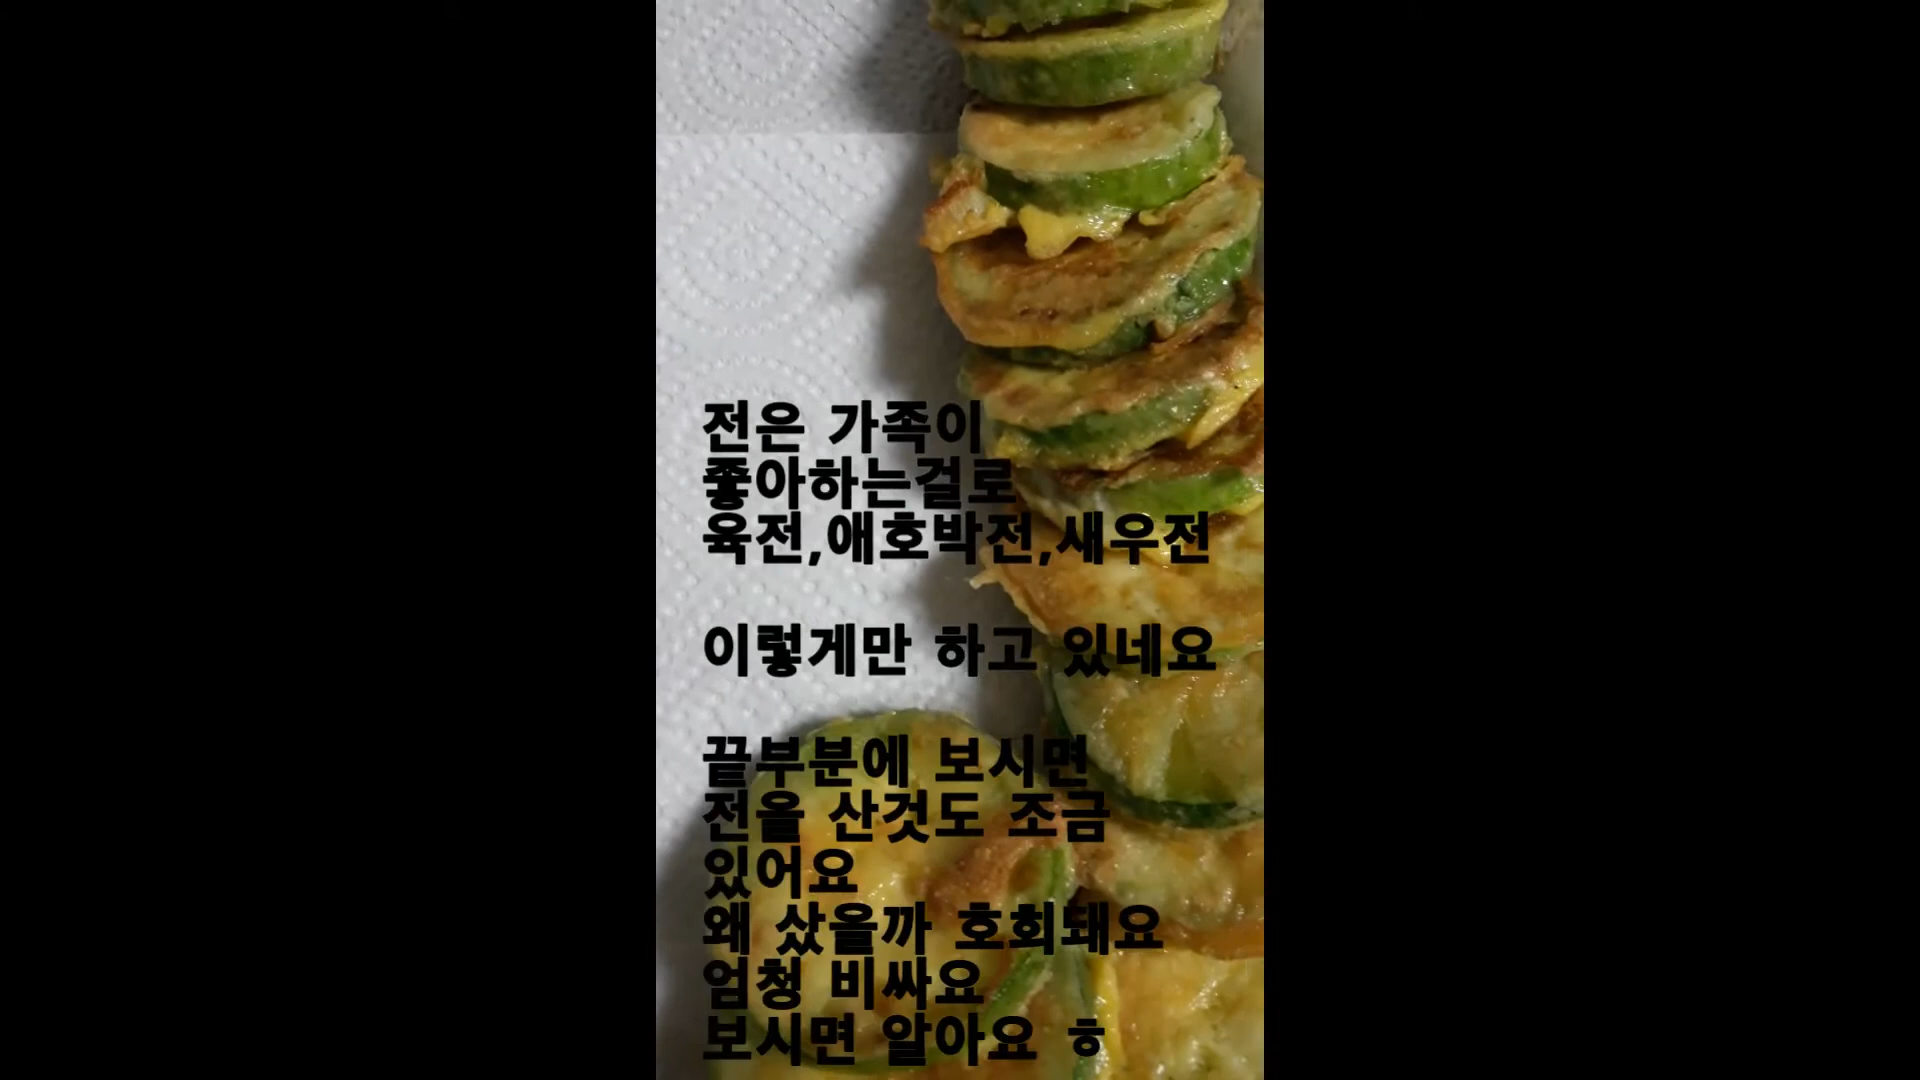 전은 가족이
좋아하는걸로
육전,애호박전,새우전
이렇게만 하고 있네요
끝부분에 보시면
전을 산것도 조금
있어요
왜 샀을까 호회돼요
엄청 비싸요
보시면 알아요 ㅎ